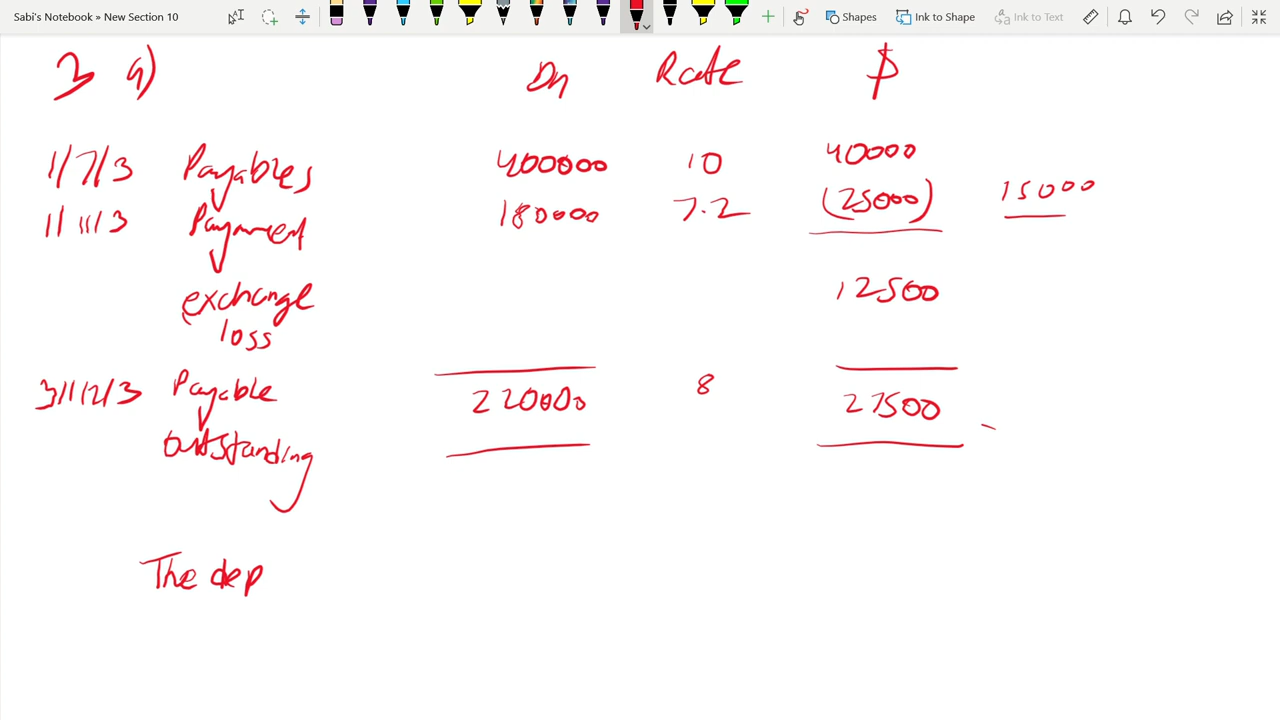 Sabi's Notebook » New Section 10
Shapes Ink to Shape Ink to Text
3 a) Dn Rate $
1/7/3 Payables 400000 10 40000
1/11/3 Payment 180000 7.2 (25000) 15000
exchange 12500
loss
31/12/3 Payable 220000 8 27500
outstanding
The dep